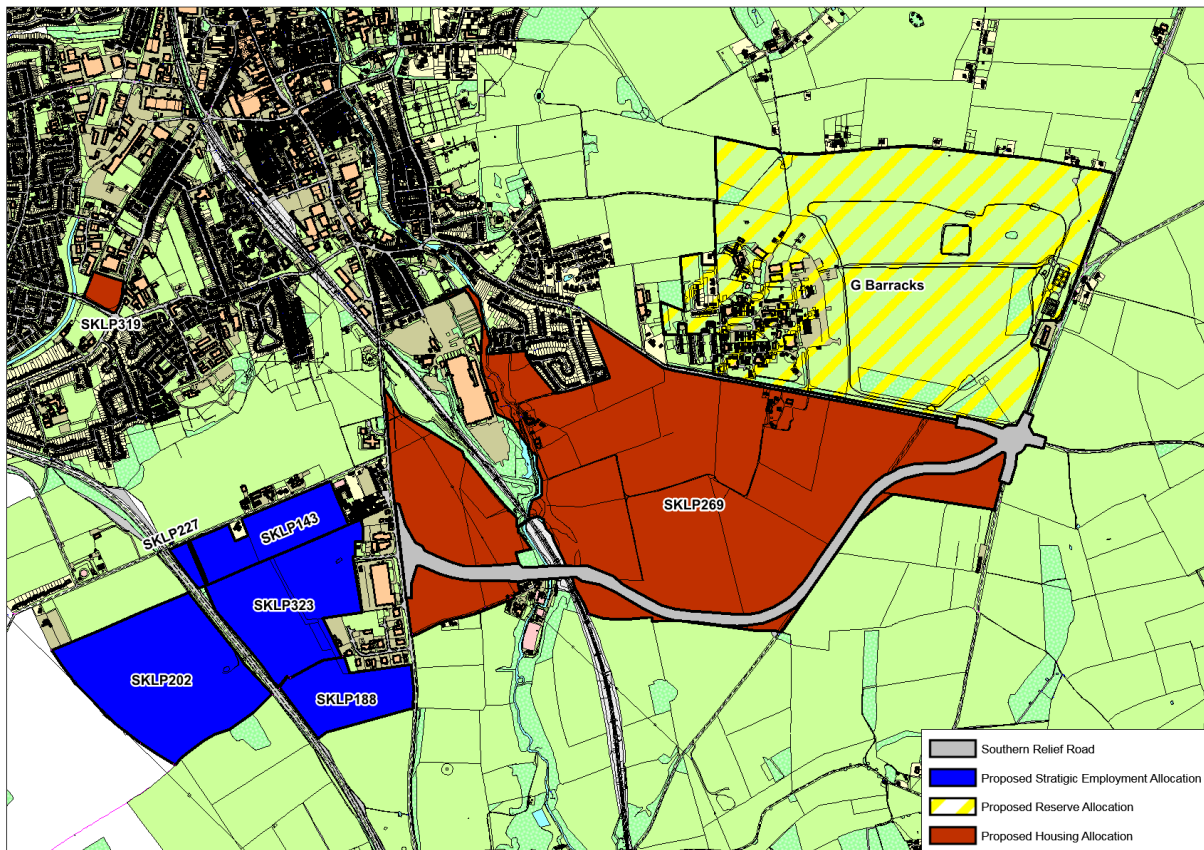 G Barracks
SKLP319
SKLP269
SKLP227
SKLP143
SKLP323
SKLP202
SKLP188
Southern Relief Road
Proposed Stratigic Employment Allocation
Proposed Reserve Allocation
Proposed Housing Allocation